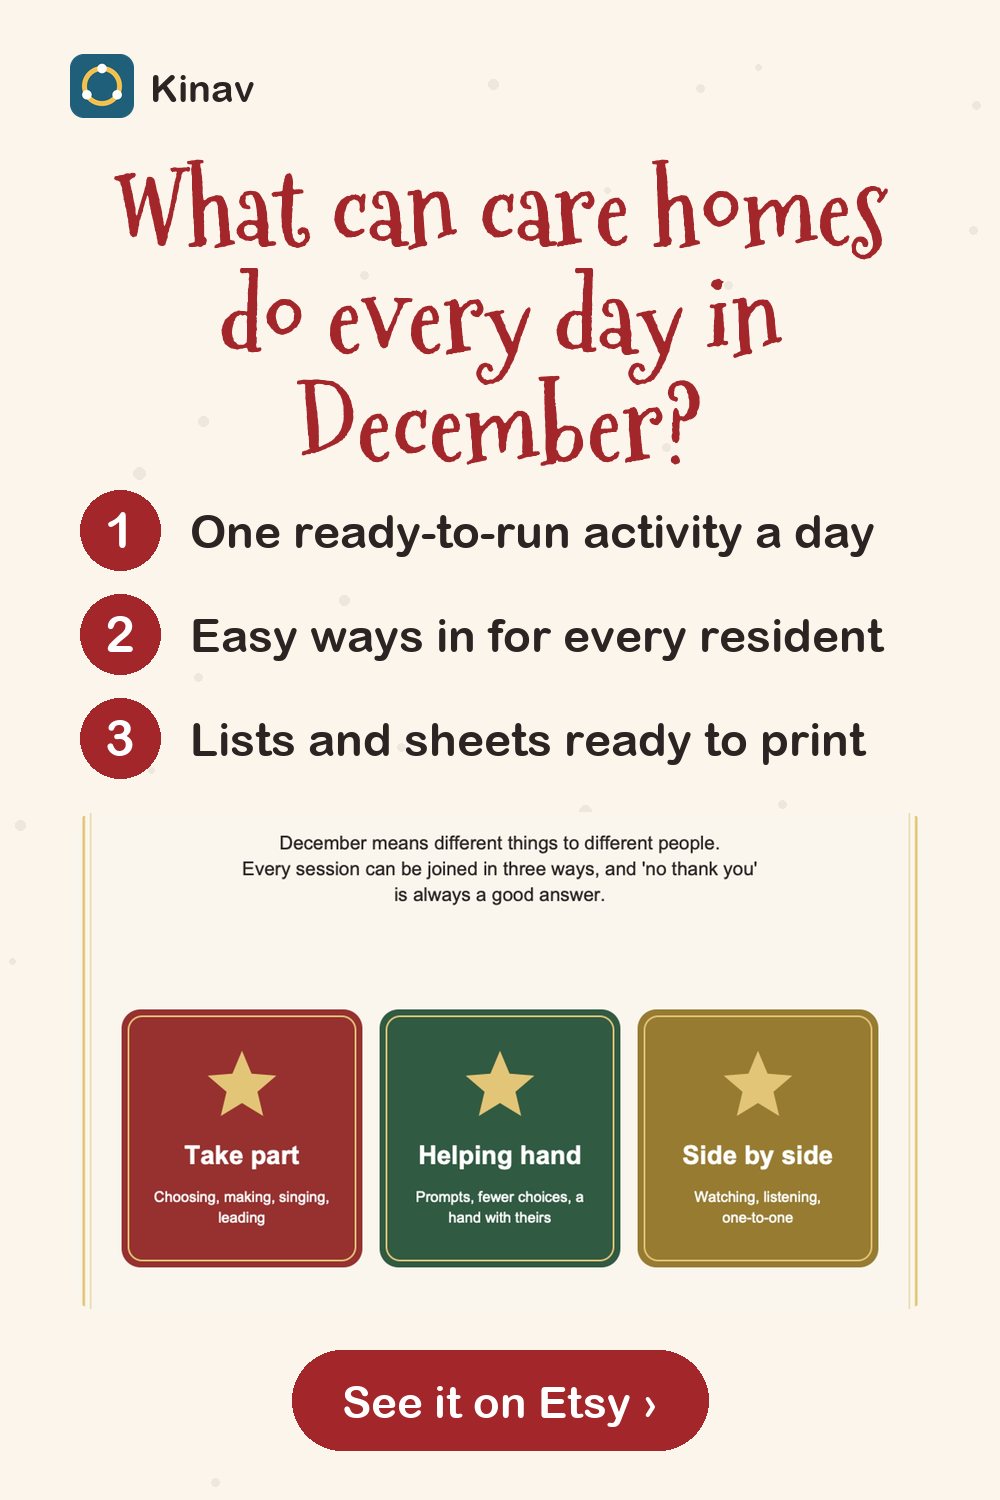 Kinav
What can care homes
do every day in
December?
1 One ready-to-run activity a day
2 Easy ways in for every resident
3 Lists and sheets ready to print
December means different things to different people.
Every session can be joined in three ways, and 'no thank you'
is always a good answer.
Take part
Choosing, making, singing,
leading
Helping hand
Prompts, fewer choices, a
hand with theirs
Side by side
Watching, listening,
one-to-one
See it on Etsy ›